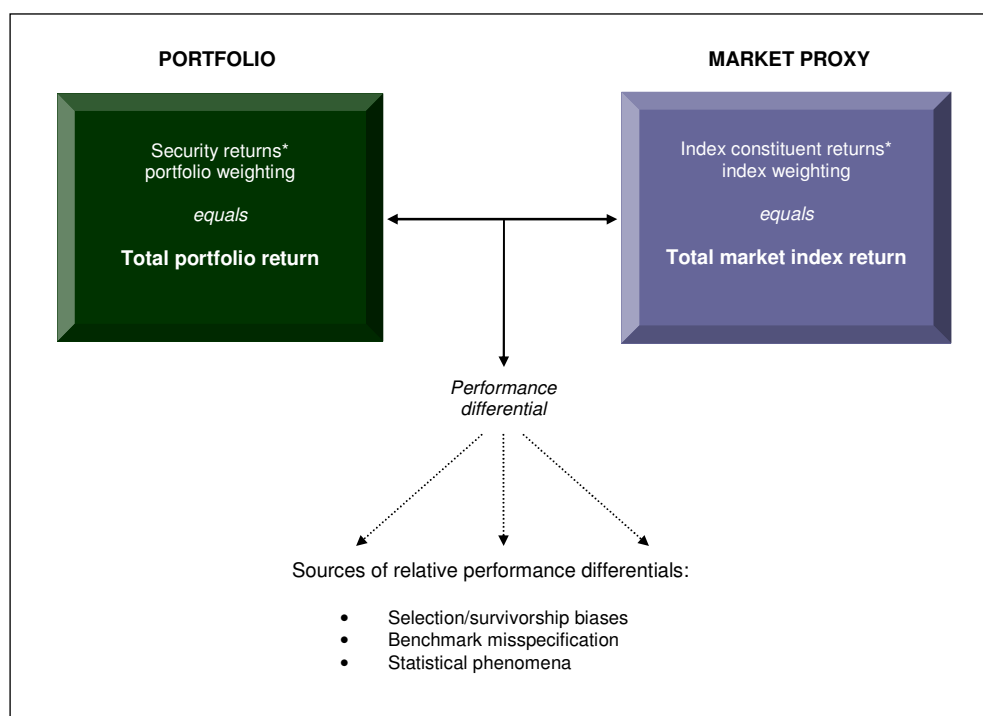 PORTFOLIO
Security returns*
portfolio weighting
equals
Total portfolio return
MARKET PROXY
Index constituent returns*
index weighting
equals
Total market index return
Performance
differential
Sources of relative performance differentials:
• Selection/survivorship biases
• Benchmark misspecification
• Statistical phenomena